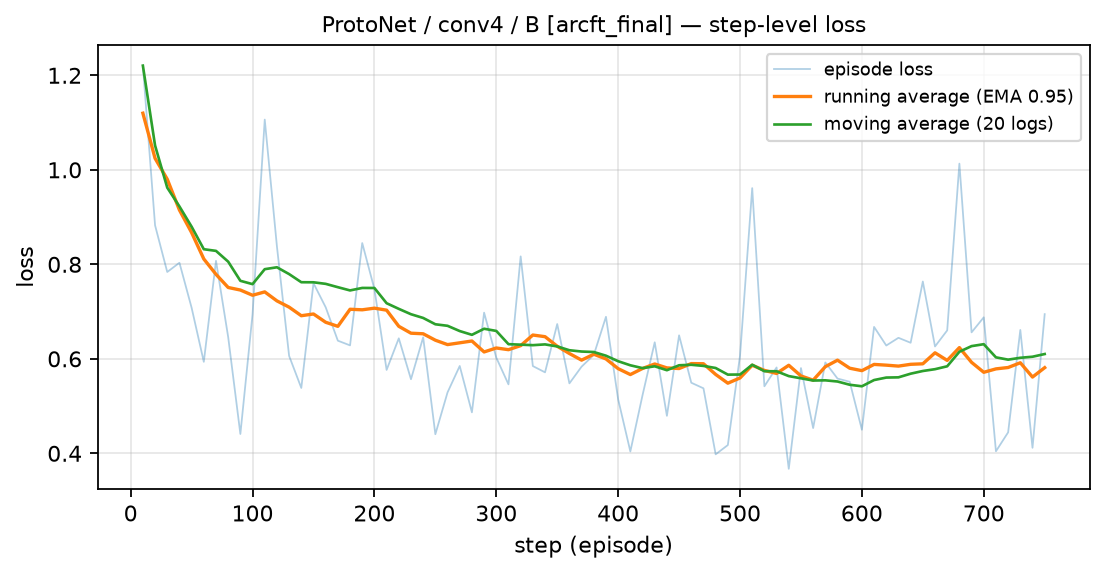 ProtoNet / conv4 / B [arcft_final] — step-level loss
episode loss
running average (EMA 0.95)
moving average (20 logs)
1.2
1.0
0.8
0.6
0.4
loss
0 100 200 300 400 500 600 700
step (episode)